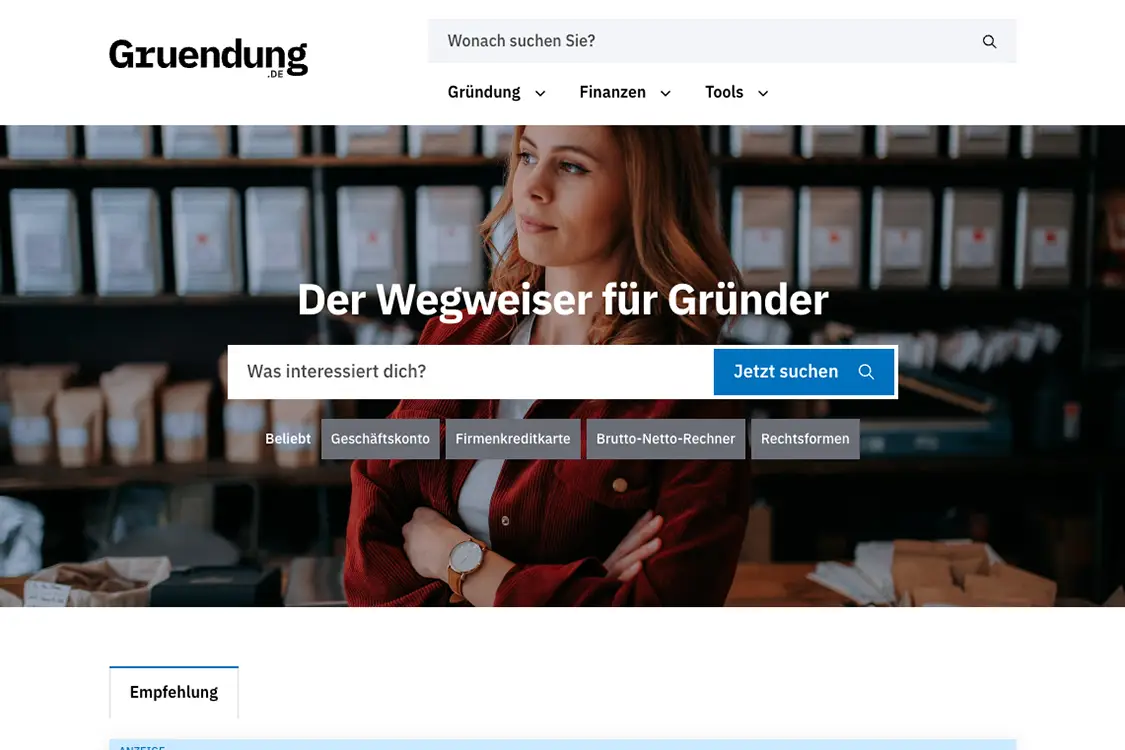 Gruendung
.DE
Wonach suchen Sie?
Gründung Finanzen Tools
Der Wegweiser für Gründer
Was interessiert dich? Jetzt suchen
Beliebt Geschäftskonto Firmenkreditkarte Brutto-Netto-Rechner Rechtsformen
Empfehlung
ANZEIGE